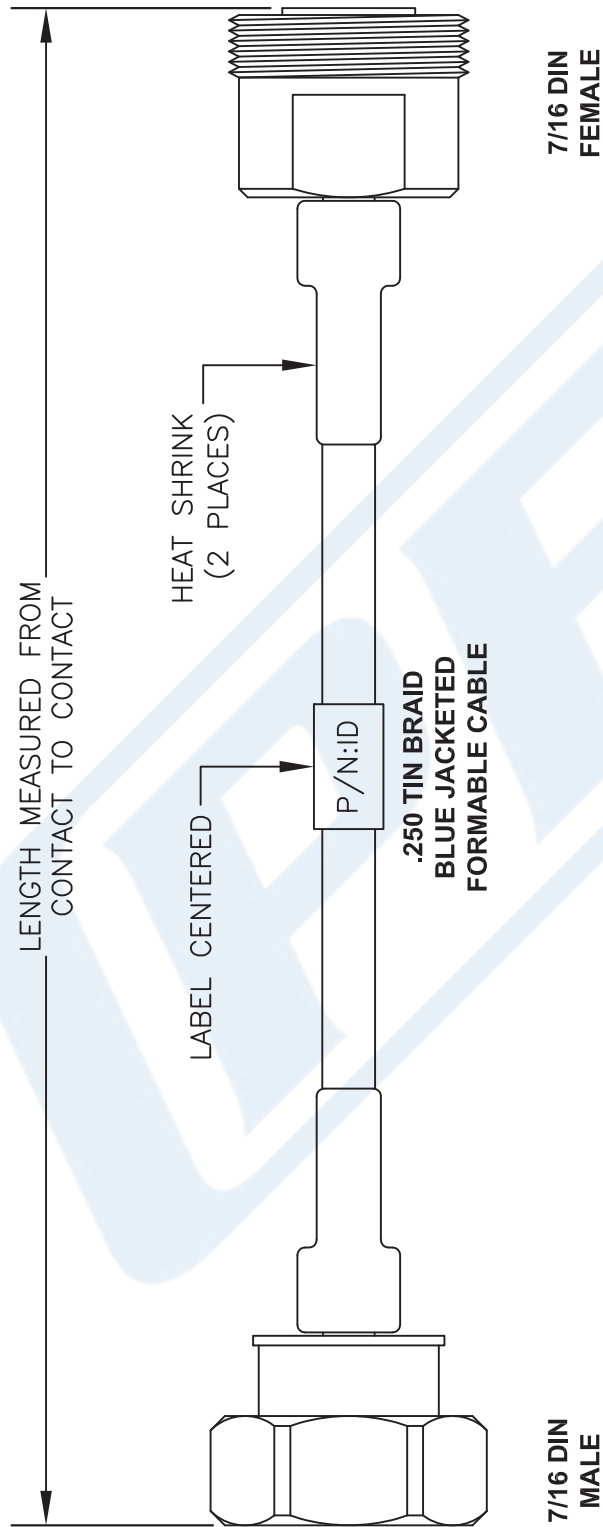 LENGTH MEASURED FROM
CONTACT TO CONTACT
LABEL CENTERED
HEAT SHRINK
(2 PLACES)
P/N:ID
.250 TIN BRAID
BLUE JACKETED
FORMABLE CABLE
7/16 DIN
MALE
7/16 DIN
FEMALE